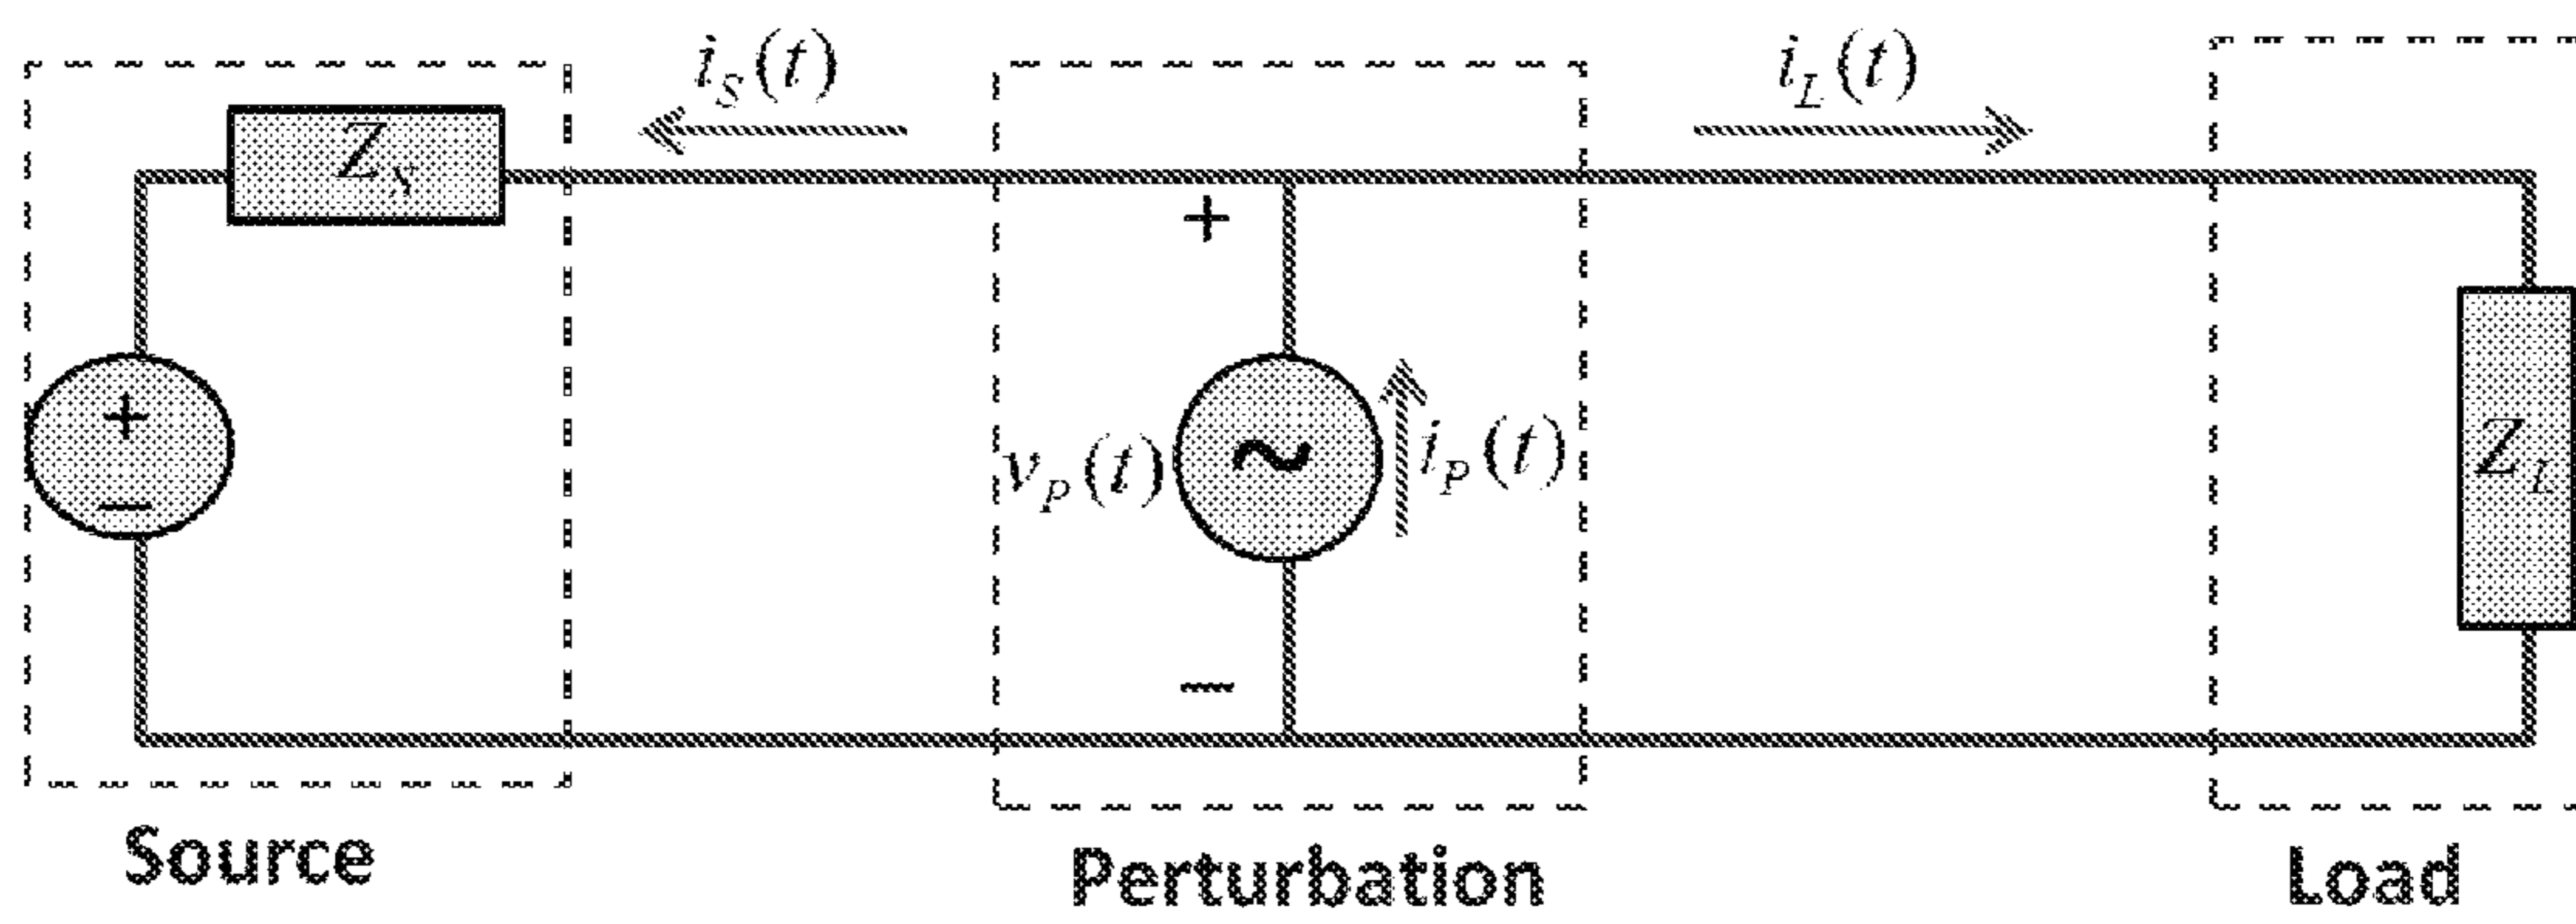 i_S(t)
i_L(t)
Z_S
+
+
−
~
v_P(t)
i_P(t)
Z_L
−
Source
Perturbation
Load